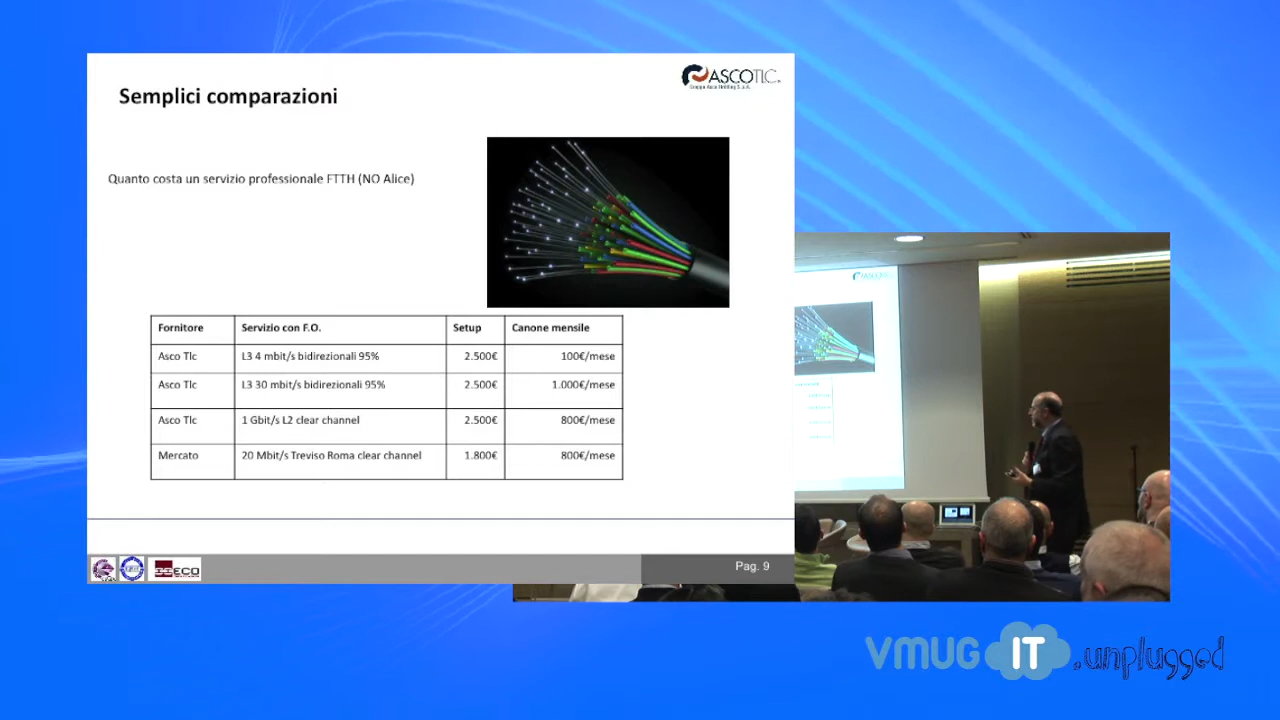 Semplici comparazioni
ASCOTLC
Gruppo Asco Holding S.p.A.
Quanto costa un servizio professionale FTTH (NO Alice)
Fornitore Servizio con F.O. Setup Canone mensile
Asco Tlc L3 4 mbit/s bidirezionali 95% 2.500€ 100€/mese
Asco Tlc L3 30 mbit/s bidirezionali 95% 2.500€ 1.000€/mese
Asco Tlc 1 Gbit/s L2 clear channel 2.500€ 800€/mese
Mercato 20 Mbit/s Treviso Roma clear channel 1.800€ 800€/mese
Pag. 9
ECO
VMUG IT .unplugged